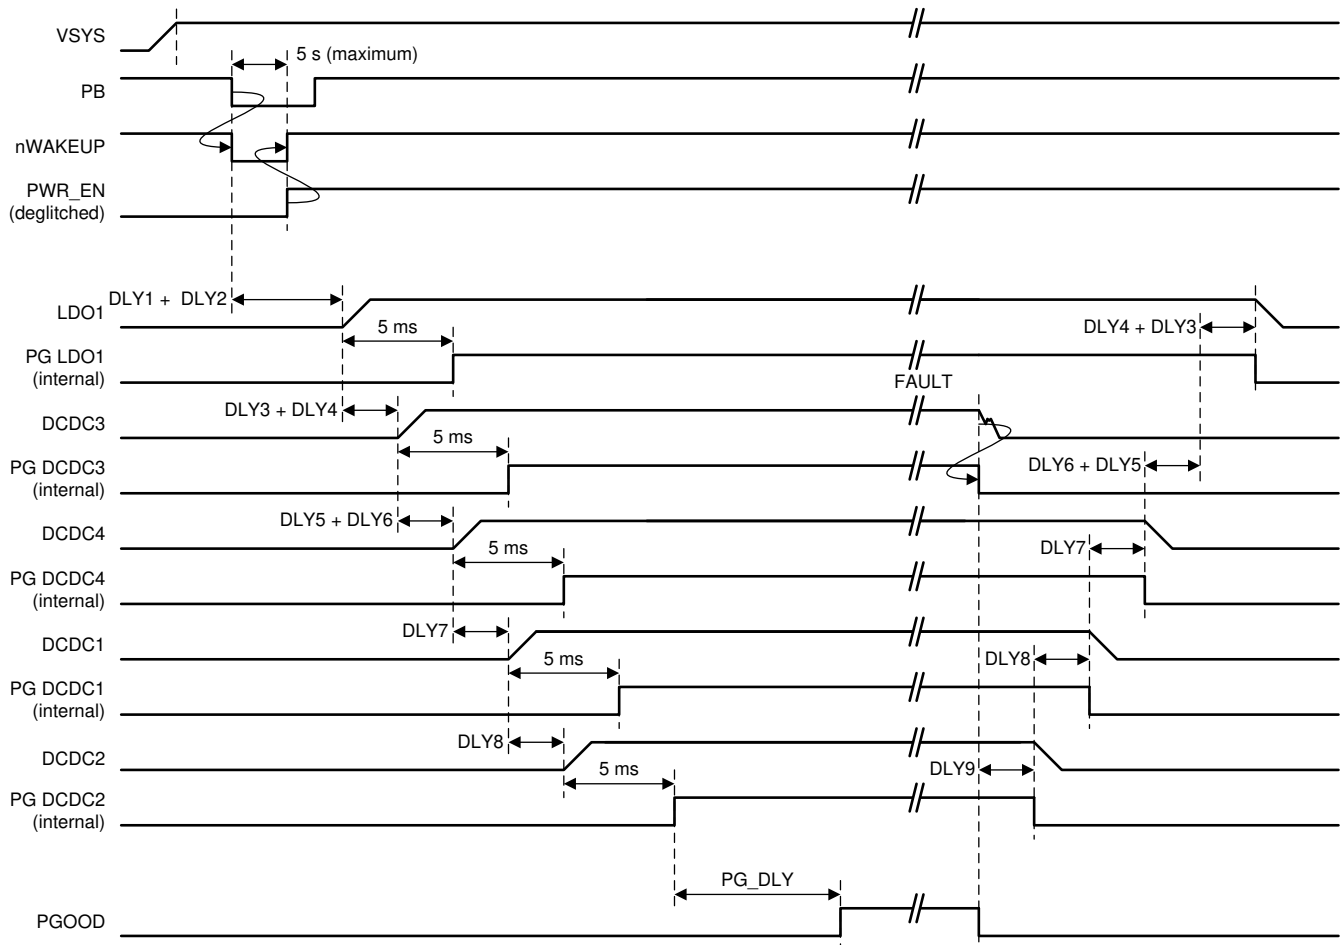 VSYS
5 s (maximum)
PB
nWAKEUP
PWR_EN
(deglitched)
DLY1 + DLY2
LDO1
5 ms
DLY4 + DLY3
PG LDO1
(internal)
FAULT
DLY3 + DLY4
DCDC3
5 ms
PG DCDC3
(internal)
DLY6 + DLY5
DLY5 + DLY6
DCDC4
5 ms
DLY7
PG DCDC4
(internal)
DLY7
DCDC1
5 ms
DLY8
PG DCDC1
(internal)
DLY8
DCDC2
5 ms
DLY9
PG DCDC2
(internal)
PG_DLY
PGOOD